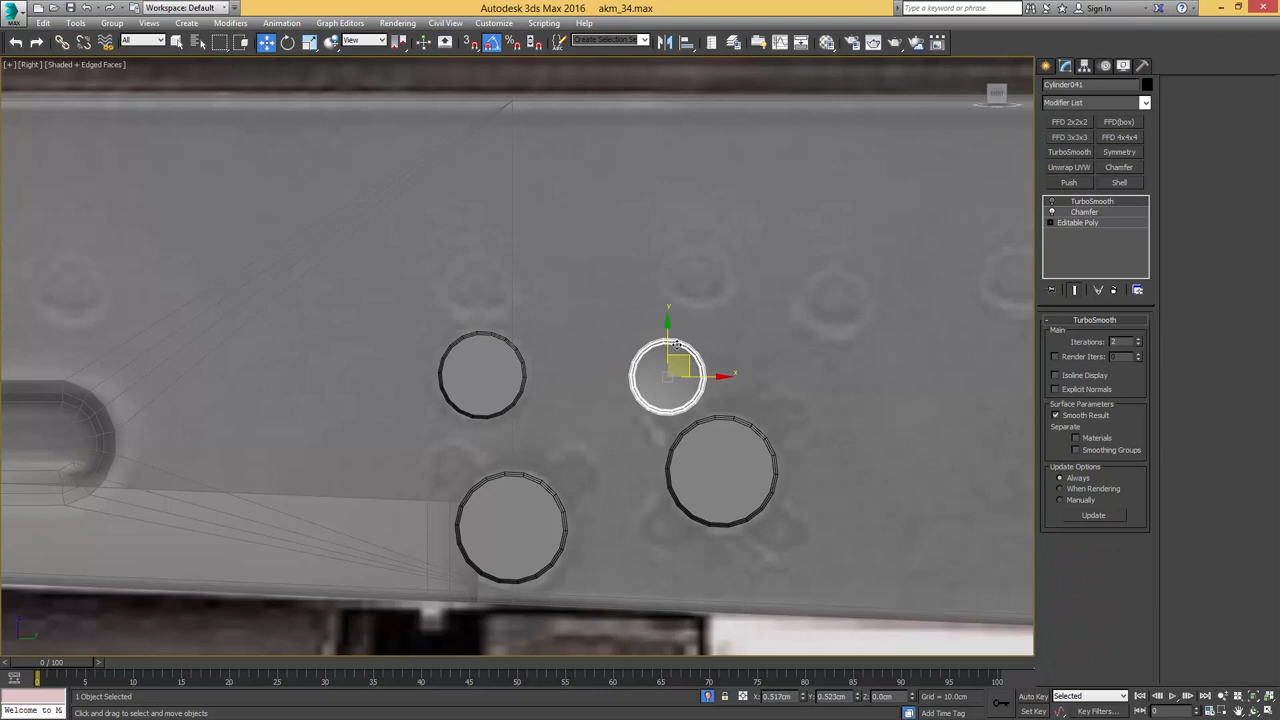 Autodesk 3ds Max 2016    akm_34.max
Workspace: Default
Type a keyword or phrase
Sign In
MAX
Edit Tools Group Views Create Modifiers Animation Graph Editors Rendering Civil View Customize Scripting Help
All
View
Create Selection Se
[+] [Right] [Shaded + Edged Faces]
Cylinder041
Modifier List
FFD 2x2x2 FFD(box)
FFD 3x3x3 FFD 4x4x4
TurboSmooth Symmetry
Unwrap UVW Chamfer
Push Shell
TurboSmooth
Chamfer
Editable Poly
y
x
TurboSmooth
Main
Iterations: 2
Render Iters: 0
Isoline Display
Explicit Normals
Surface Parameters
Smooth Result
Separate
Materials
Smoothing Groups
Update Options
Always
When Rendering
Manually
Update
0 / 100
0 5 10 15 20 25 30 35 40 45 50 55 60 65 70 75 80 85 90 95 100
1 Object Selected
X: 0.517cm Y: 0.523cm Z: 0.0cm Grid = 10.0cm
Auto Key Selected
Welcome to M
Click and drag to select and move objects
Add Time Tag
Set Key Key Filters... 0